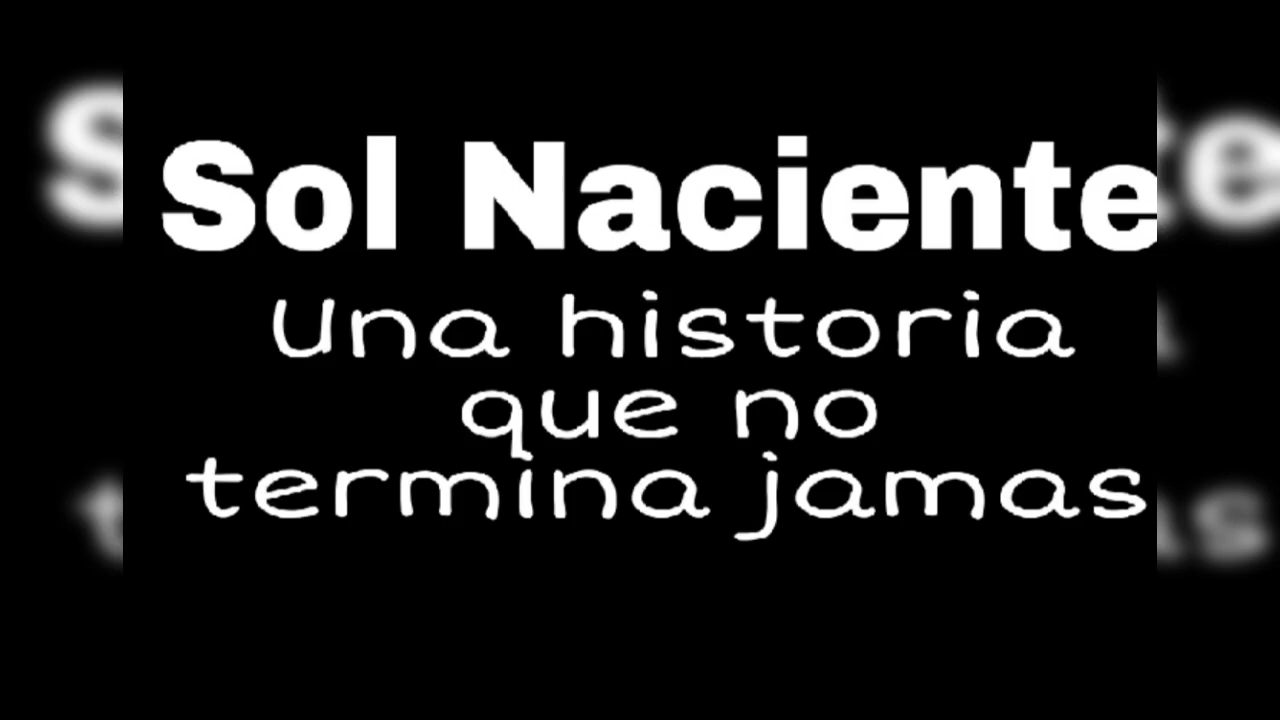 Sol Naciente
Una historia
que no
termina jamas